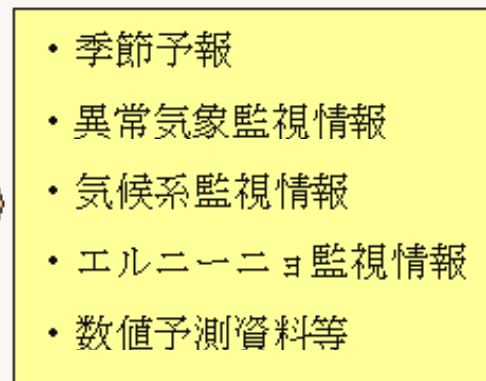 ・季節予報
・異常気象監視情報
・気候系監視情報
・エルニーニョ監視情報
・数値予測資料等